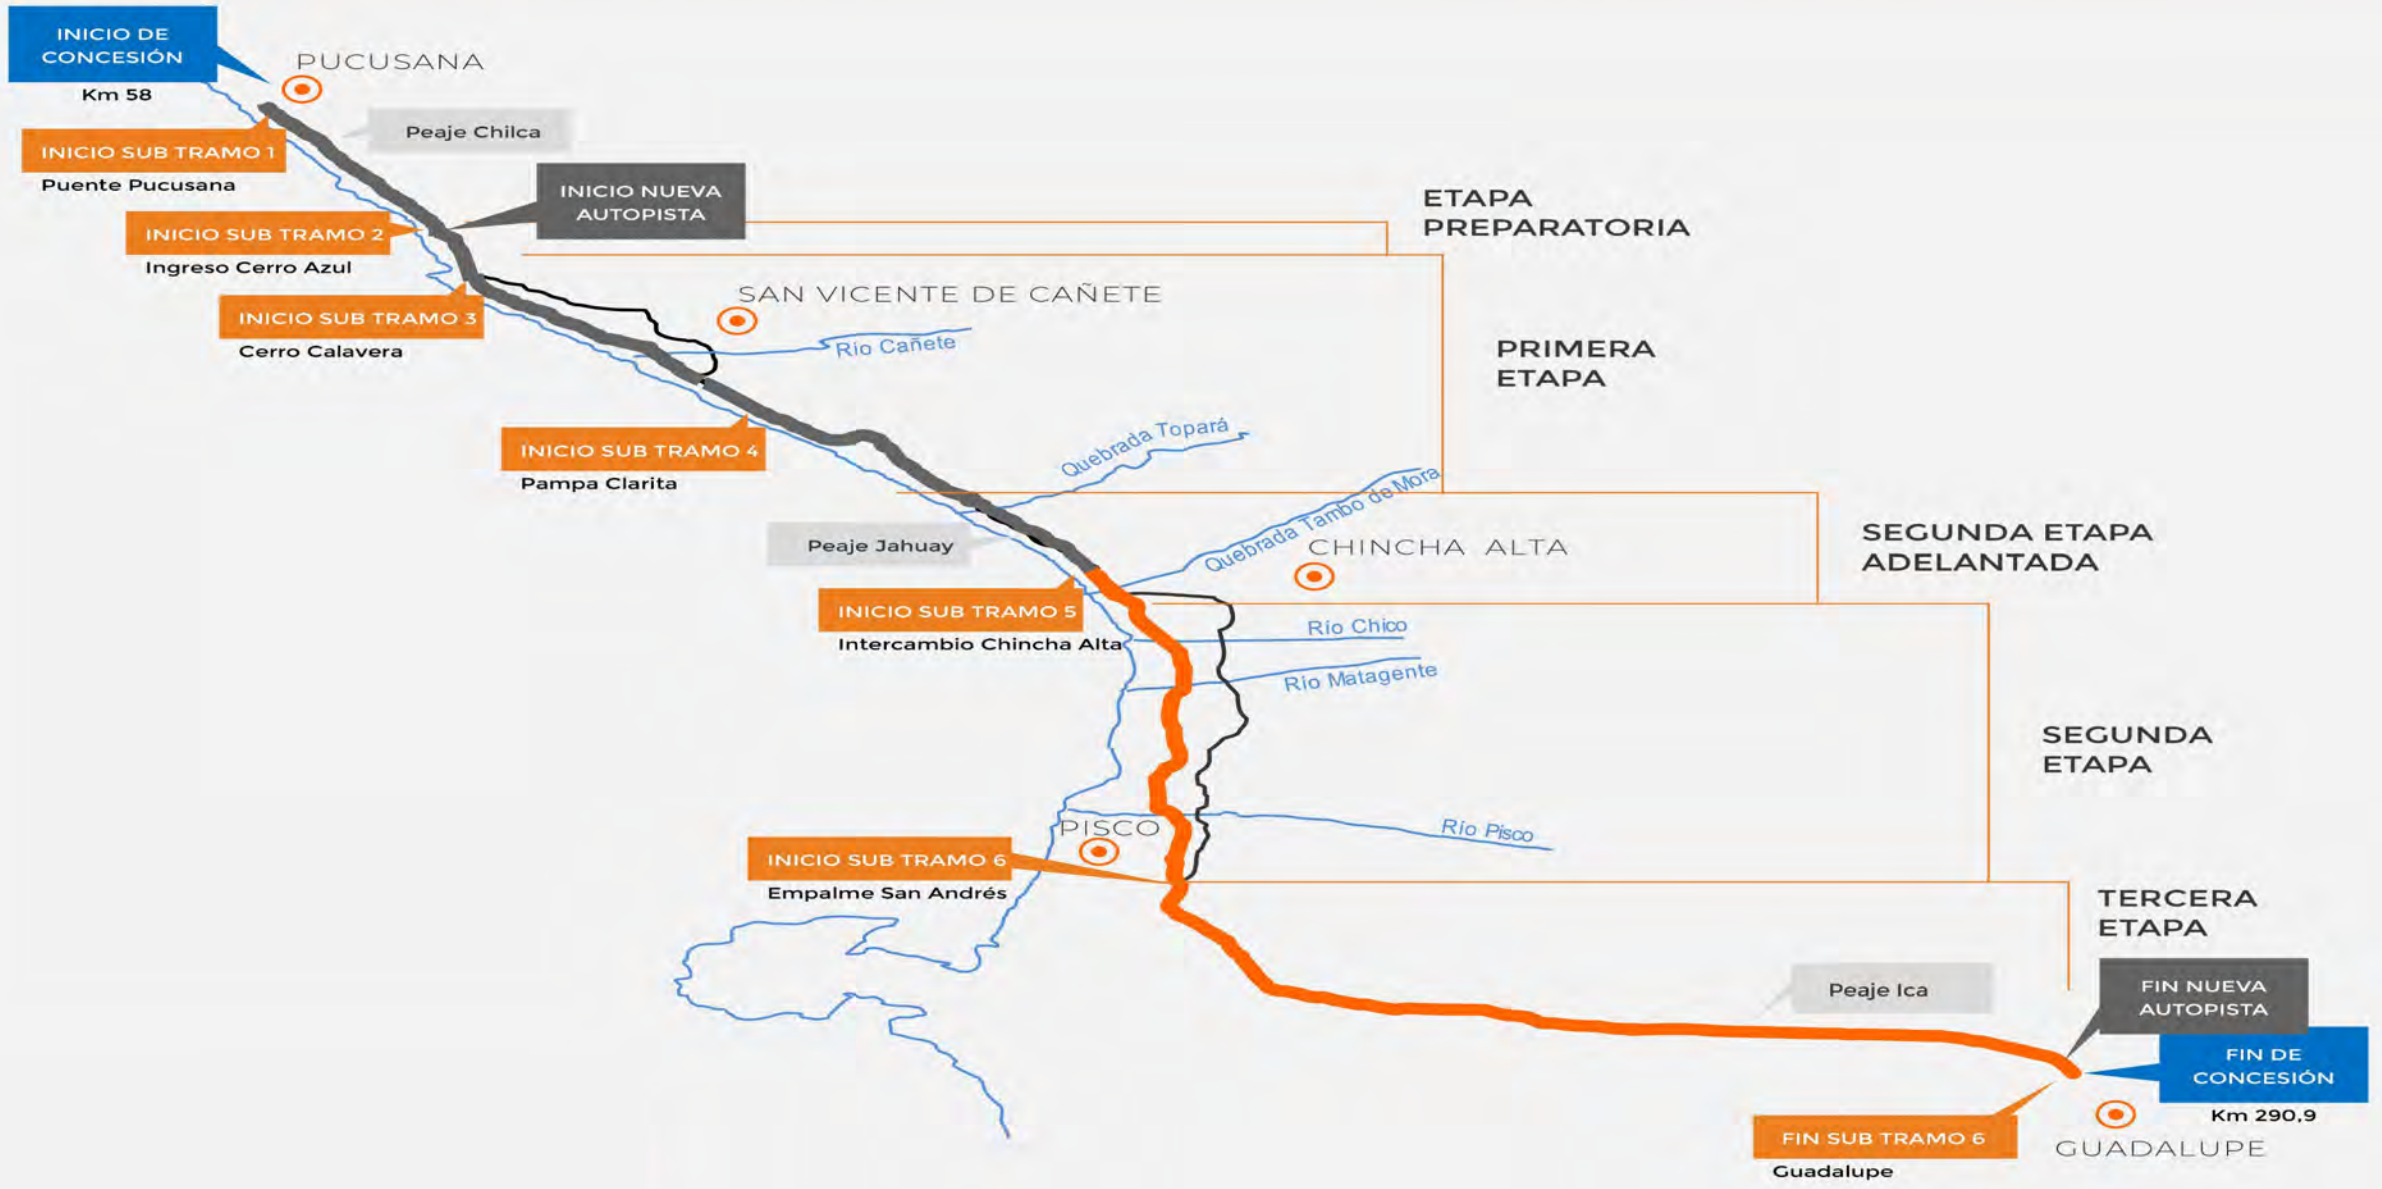 INICIO DE
CONCESIÓN
Km 58
PUCUSANA
Peaje Chilca
INICIO SUB TRAMO 1
Puente Pucusana
INICIO NUEVA
AUTOPISTA
ETAPA
PREPARATORIA
INICIO SUB TRAMO 2
Ingreso Cerro Azul
SAN VICENTE DE CAÑETE
INICIO SUB TRAMO 3
Cerro Calavera
Río Cañete
PRIMERA
ETAPA
INICIO SUB TRAMO 4
Pampa Clarita
Quebrada Topará
Quebrada Tambo de Mora
Peaje Jahuay
CHINCHA ALTA
SEGUNDA ETAPA
ADELANTADA
INICIO SUB TRAMO 5
Intercambio Chincha Alta
Río Chico
Río Matagente
SEGUNDA
ETAPA
PISCO
Río Pisco
INICIO SUB TRAMO 6
Empalme San Andrés
TERCERA
ETAPA
Peaje Ica
FIN NUEVA
AUTOPISTA
FIN DE
CONCESIÓN
Km 290,9
FIN SUB TRAMO 6
Guadalupe
GUADALUPE